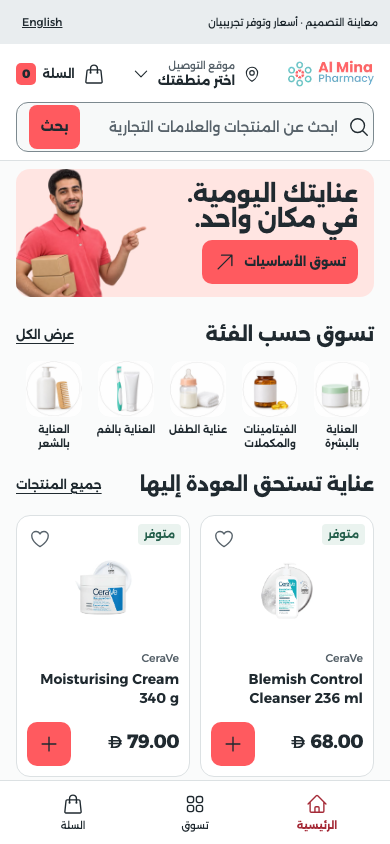 معاينة التصميم · أسعار وتوفر تجريبيان
English
Al Mina
Pharmacy
موقع التوصيل
اختر منطقتك
السلة
0
ابحث عن المنتجات والعلامات التجارية
بحث
عنايتك اليومية.
في مكان واحد.
تسوق الأساسيات
تسوق حسب الفئة
عرض الكل
العناية بالبشرة
الفيتامينات والمكملات
عناية الطفل
العناية بالفم
العناية بالشعر
عناية تستحق العودة إليها
جميع المنتجات
متوفر
CeraVe
CeraVe
Blemish Control
Cleanser 236 ml
68.00
متوفر
CeraVe
CeraVe
Moisturising Cream
340 g
79.00
الرئيسية
تسوق
السلة